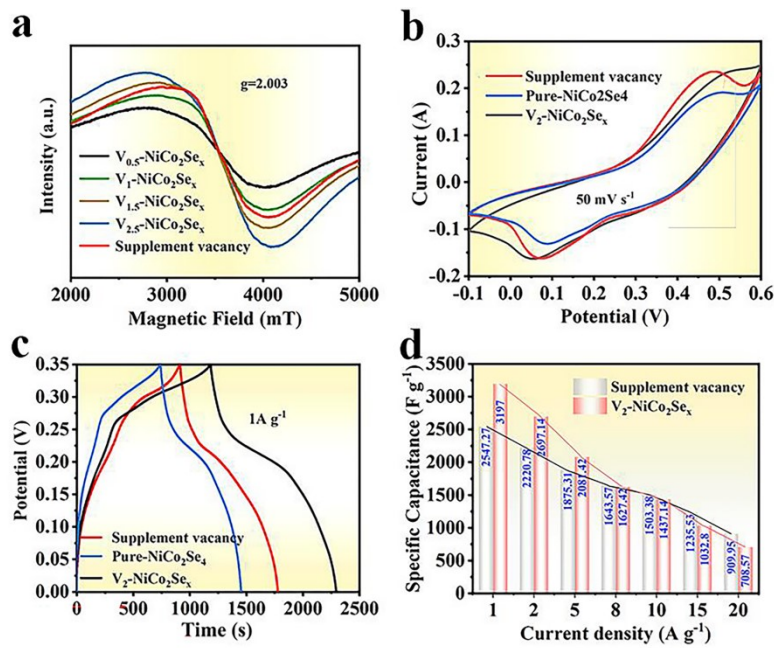 a
g=2.003
V0.5-NiCo2Sex
V1-NiCo2Sex
V1.5-NiCo2Sex
V2.5-NiCo2Sex
Supplement vacancy
Intensity (a.u.)
2000 3000 4000 5000
Magnetic Field (mT)
b
Supplement vacancy
Pure-NiCo2Se4
V2-NiCo2Sex
50 mV s-1
Current (A)
0.3
0.2
0.1
0.0
-0.1
-0.2
-0.1 0.0 0.1 0.2 0.3 0.4 0.5 0.6
Potential (V)
c
1A g-1
Supplement vacancy
Pure-NiCo2Se4
V2-NiCo2Sex
Potential (V)
0.35
0.30
0.25
0.20
0.15
0.10
0.05
0.00
0 500 1000 1500 2000 2500
Time (s)
d
Supplement vacancy
V2-NiCo2Sex
Specific Capacitance (F g-1)
3500
3000
2500
2000
1500
1000
500
0
2547.27
3197
2220.78
2697.14
1875.31
2081.42
1643.57
1627.42
1503.38
1437.14
1235.53
1032.8
909.95
708.57
1 2 5 8 10 15 20
Current density (A g-1)